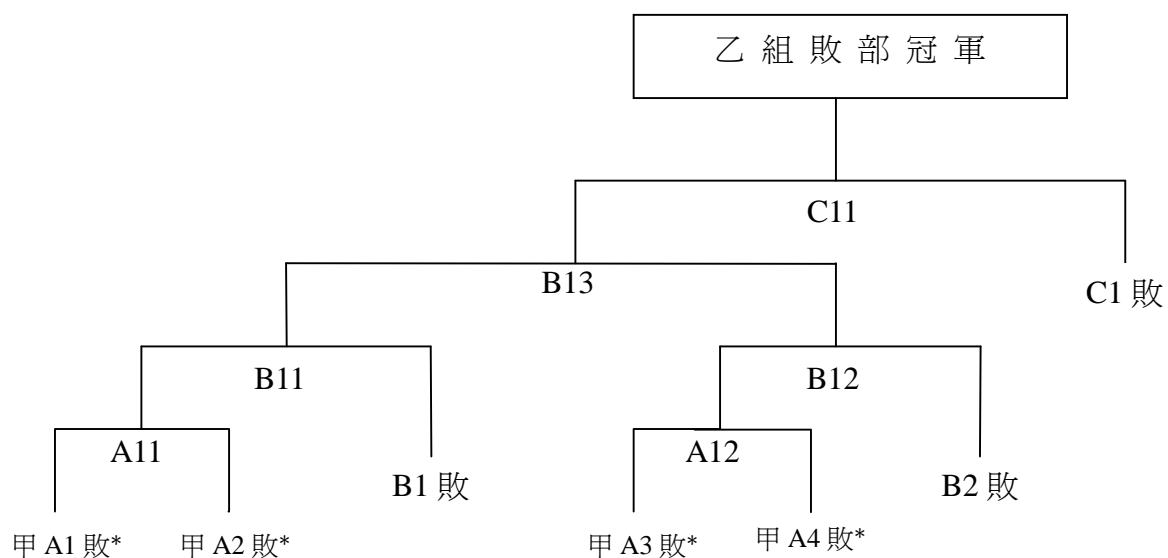 乙 組 敗 部 冠 軍
C11
B13
C1 敗
B11
B12
A11
A12
B1 敗
B2 敗
甲 A1 敗* 甲 A2 敗* 甲 A3 敗* 甲 A4 敗*